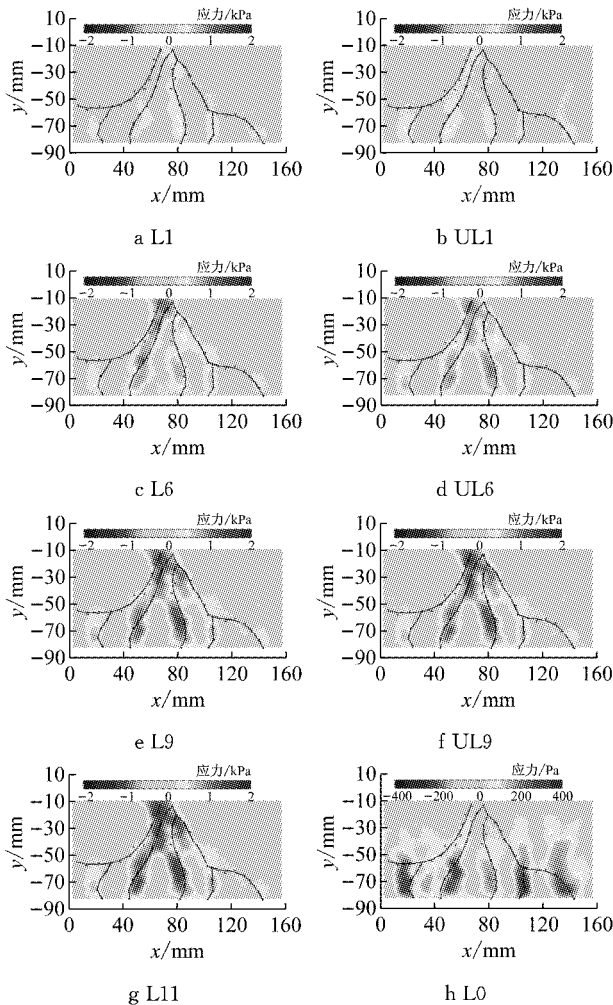 应力/kPa 应力/kPa
10 −2 −1 0 1 2 10 −2 −1 0 1 2
−10 −10
−30 −30
−50 −50
−70 −70
−90 −90
y/mm y/mm
0 40 80 120 160 0 40 80 120 160
x/mm x/mm
a L1 b UL1
应力/kPa 应力/kPa
10 −2 −1 0 1 2 10 −2 −1 0 1 2
−10 −10
−30 −30
−50 −50
−70 −70
−90 −90
y/mm y/mm
0 40 80 120 160 0 40 80 120 160
x/mm x/mm
c L6 d UL6
应力/kPa 应力/kPa
10 −2 −1 0 1 2 10 −2 −1 0 1 2
−10 −10
−30 −30
−50 −50
−70 −70
−90 −90
y/mm y/mm
0 40 80 120 160 0 40 80 120 160
x/mm x/mm
e L9 f UL9
应力/kPa 应力/Pa
10 −2 −1 0 1 2 10 −400 −200 0 200 400
−10 −10
−30 −30
−50 −50
−70 −70
−90 −90
y/mm y/mm
0 40 80 120 160 0 40 80 120 160
x/mm x/mm
g L11 h L0